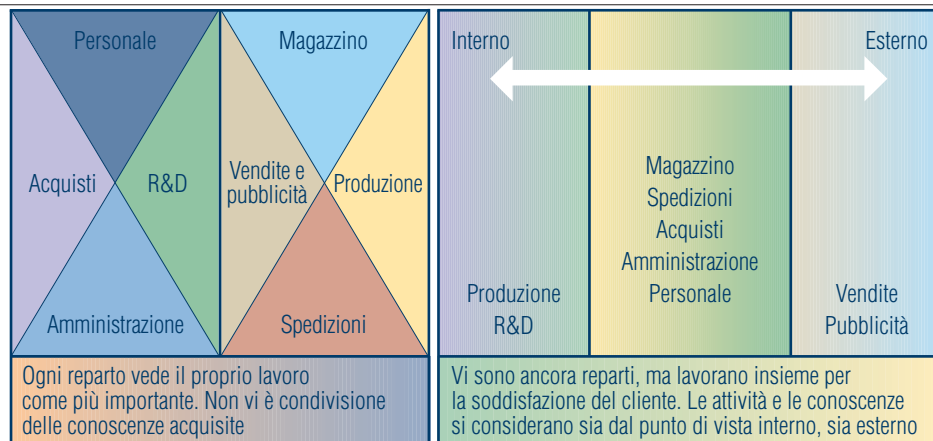 Personale
Magazzino
Acquisti
R&D
Vendite e
pubblicità
Produzione
Amministrazione
Spedizioni
Ogni reparto vede il proprio lavoro
come più importante. Non vi è condivisione
delle conoscenze acquisite
Interno
Esterno
Magazzino
Spedizioni
Acquisti
Amministrazione
Personale
Produzione
R&D
Vendite
Pubblicità
Vi sono ancora reparti, ma lavorano insieme per
la soddisfazione del cliente. Le attività e le conoscenze
si considerano sia dal punto di vista interno, sia esterno